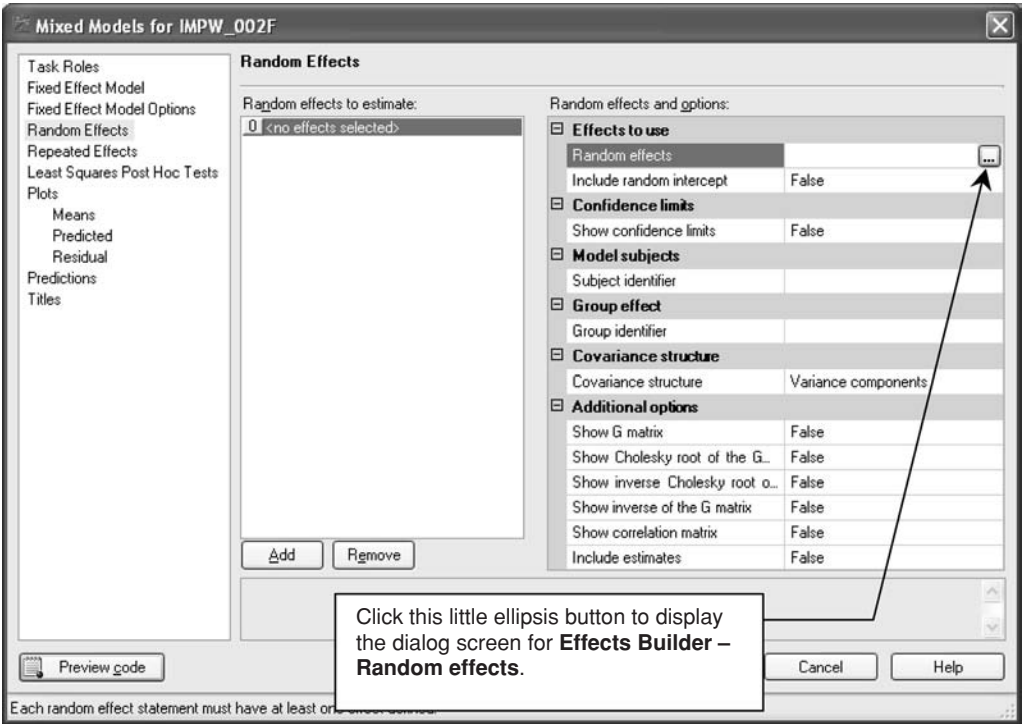 Mixed Models for IMPW_002F
Task Roles
Fixed Effect Model
Fixed Effect Model Options
Random Effects
Repeated Effects
Least Squares Post Hoc Tests
Plots
Means
Predicted
Residual
Predictions
Titles
Random Effects
Random effects to estimate:
0 <no effects selected>
Add
Remove
Random effects and options:
Effects to use
Random effects ...
Include random intercept False
Confidence limits
Show confidence limits False
Model subjects
Subject identifier
Group effect
Group identifier
Covariance structure
Covariance structure Variance components
Additional options
Show G matrix False
Show Cholesky root of the G... False
Show inverse Cholesky root o... False
Show inverse of the G matrix False
Show correlation matrix False
Include estimates False
Click this little ellipsis button to display
the dialog screen for Effects Builder –
Random effects.
Preview code
Cancel
Help
Each random effect statement must have at least